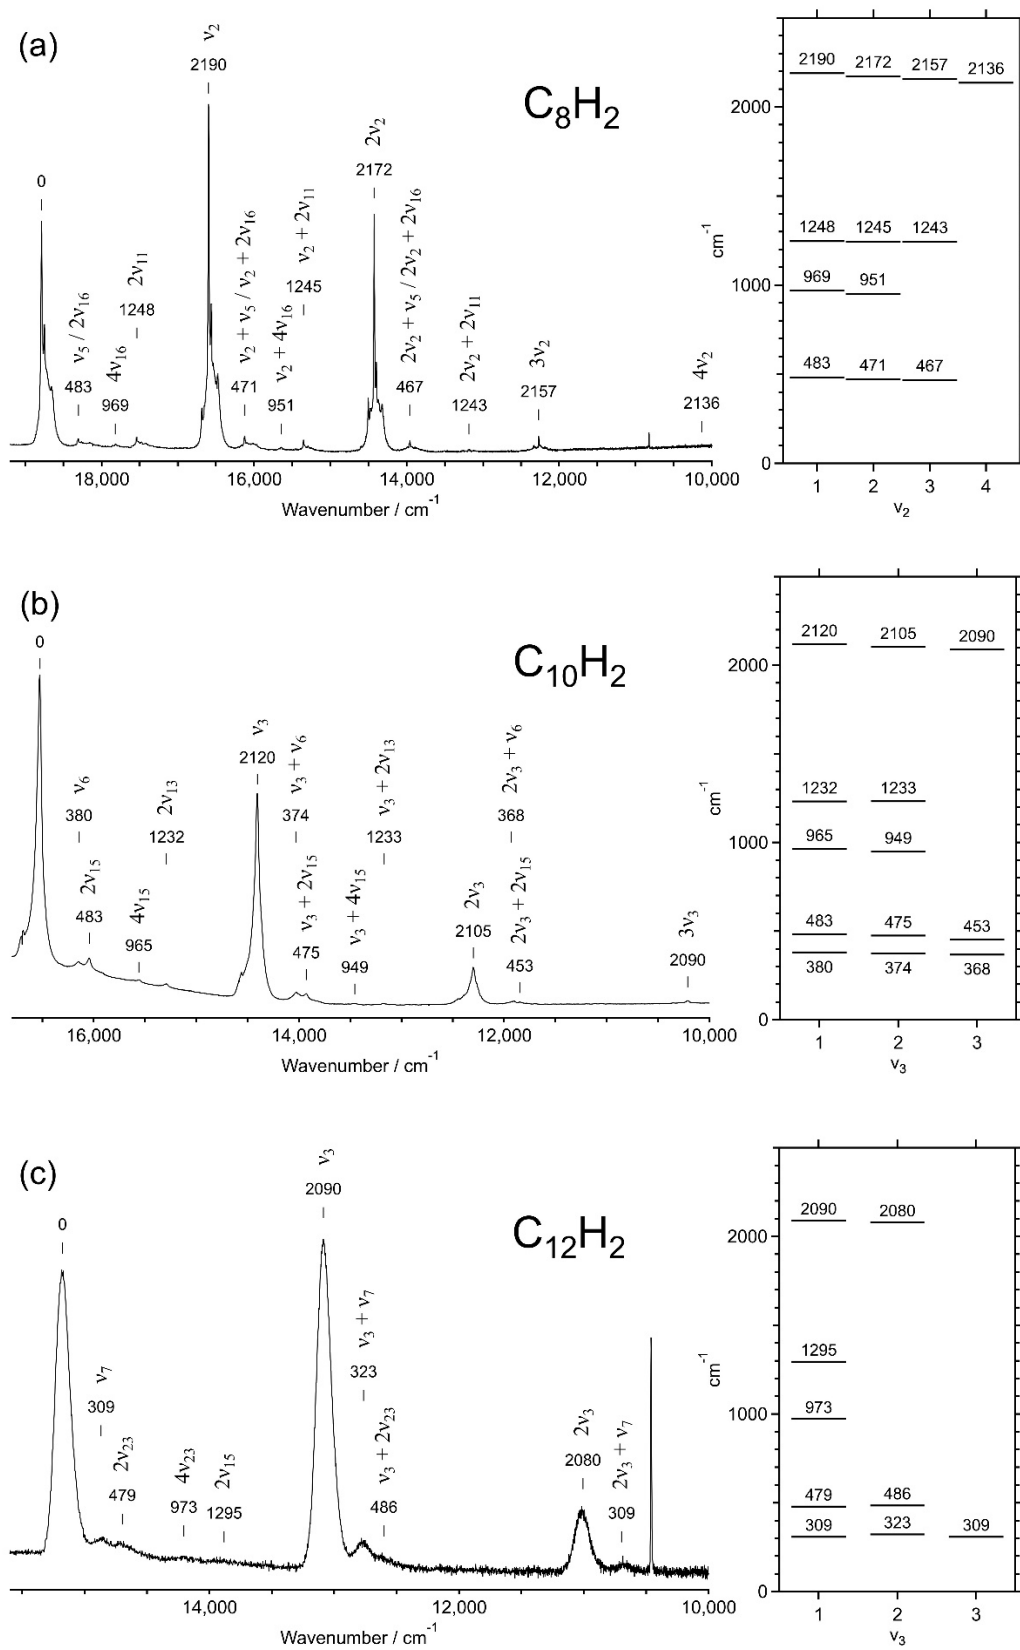 (a)
C8H2
0
ν5 / 2ν16
483
4ν16
969
2ν11
1248
ν2
2190
ν2 + ν5 / ν2 + 2ν16
471
ν2 + 4ν16
951
ν2 + 2ν11
1245
2ν2
2172
2ν2 + ν5 / 2ν2 + 2ν16
467
2ν2 + 2ν11
1243
3ν2
2157
4ν2
2136
18,000 16,000 14,000 12,000 10,000
Wavenumber / cm-1
2190 2172 2157 2136
1248 1245 1243
969 951
483 471 467
2000
1000
0
cm-1
1 2 3 4
ν2
(b)
C10H2
0
ν6
380
2ν15
483
4ν15
965
2ν13
1232
ν3
2120
ν3 + ν6
374
ν3 + 2ν15
475
ν3 + 4ν15
949
ν3 + 2ν13
1233
2ν3
2105
2ν3 + ν6
368
2ν3 + 2ν15
453
3ν3
2090
16,000 14,000 12,000 10,000
Wavenumber / cm-1
2120 2105 2090
1232 1233
965 949
483 475 453
380 374 368
2000
1000
0
cm-1
1 2 3
ν3
(c)
C12H2
0
ν7
309
2ν23
479
4ν23
973
2ν15
1295
ν3
2090
ν3 + ν7
323
ν3 + 2ν23
486
2ν3
2080
2ν3 + ν7
309
14,000 12,000 10,000
Wavenumber / cm-1
2090 2080
1295
973
479 486
309 323 309
2000
1000
0
cm-1
1 2 3
ν3